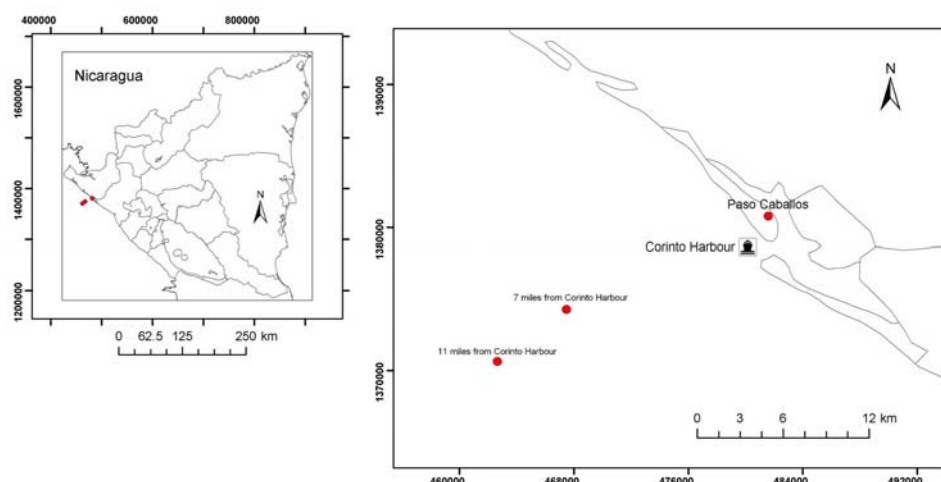 400000 600000 800000
Nicaragua
N
1600000
1400000
1200000
0 62.5 125 250 km
N
1390000
1380000
1370000
Paso Caballos
Corinto Harbour
7 miles from Corinto Harbour
11 miles from Corinto Harbour
0 3 6 12 km
460000 468000 476000 484000 492000